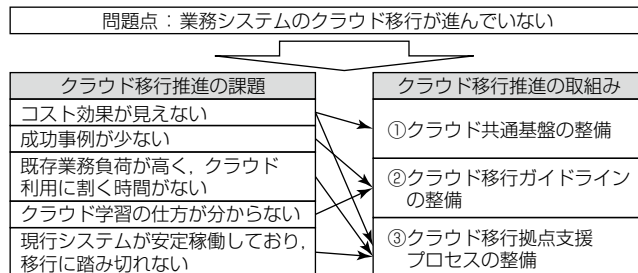 問題点：業務システムのクラウド移行が進んでいない
クラウド移行推進の課題
コスト効果が見えない
成功事例が少ない
既存業務負荷が高く，クラウド
利用に割く時間がない
クラウド学習の仕方が分からない
現行システムが安定稼働しており，
移行に踏み切れない
クラウド移行推進の取組み
①クラウド共通基盤の整備
②クラウド移行ガイドライン
の整備
③クラウド移行拠点支援
プロセスの整備